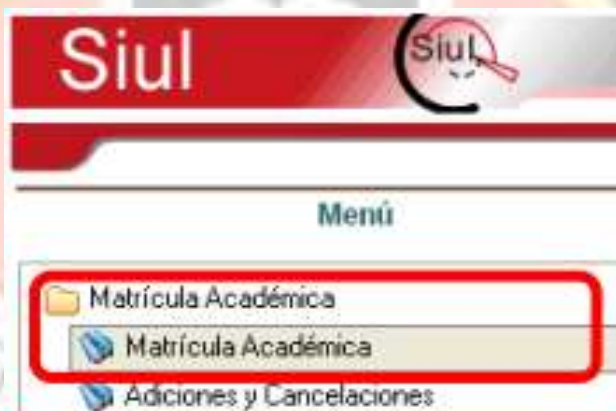 Siul
Siul
Menú
Matrícula Académica
Matrícula Académica
Adiciones y Cancelaciones